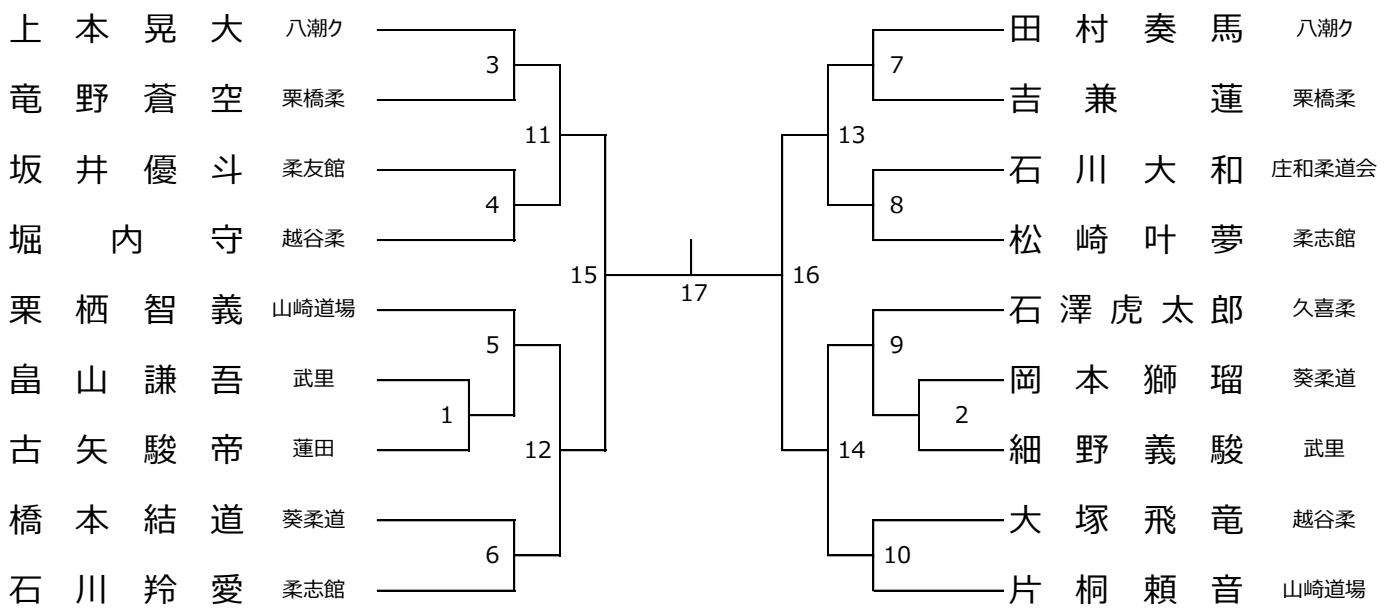 上本晃大 八潮ク
竜野蒼空 栗橋柔
坂井優斗 柔友館
堀内守 越谷柔
栗栖智義 山崎道場
畠山謙吾 武里
古矢駿帝 蓮田
橋本結道 葵柔道
石川羚愛 柔志館
3
11
4
15
5
1
12
6
17
田村奏馬 八潮ク
吉兼蓮 栗橋柔
石川大和 庄和柔道会
松崎叶夢 柔志館
石澤虎太郎 久喜柔
岡本獅瑠 葵柔道
細野義駿 武里
大塚飛竜 越谷柔
片桐頼音 山崎道場
7
13
8
16
9
2
14
10